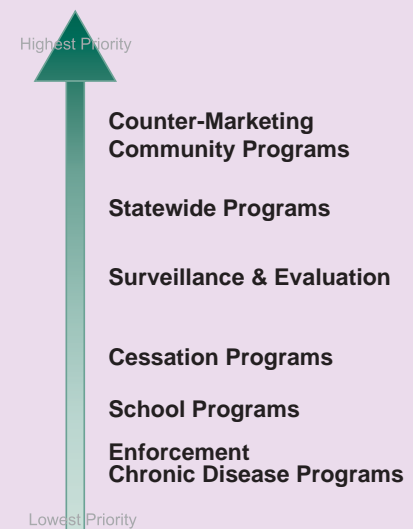 Highest Priority
Counter-Marketing
Community Programs
Statewide Programs
Surveillance & Evaluation
Cessation Programs
School Programs
Enforcement
Chronic Disease Programs
Lowest Priority